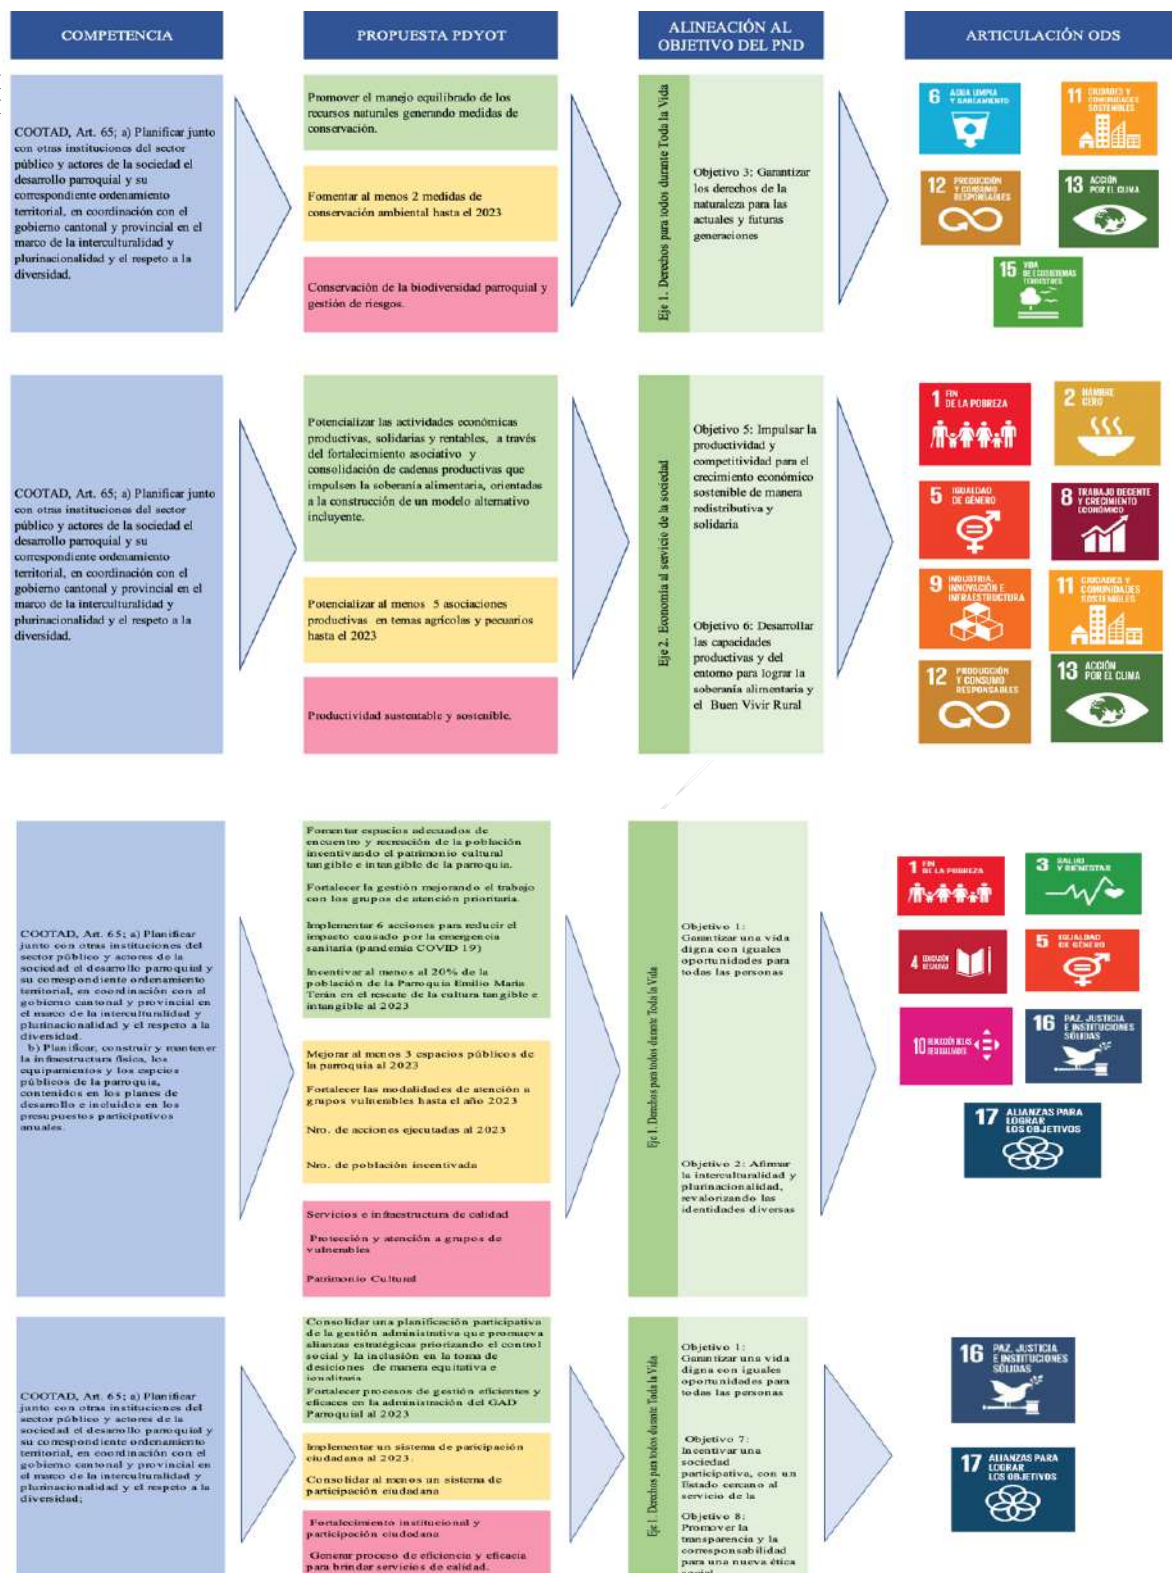 COMPETENCIA
PROPUESTA PDYOT
ALINEACIÓN AL
OBJETIVO DEL PND
ARTICULACIÓN ODS
COOTAD, Art. 65; a) Planificar junto
con otras instituciones del sector
público y actores de la sociedad el
desarrollo parroquial y su
correspondiente ordenamiento
territorial, en coordinación con el
gobierno cantonal y provincial en el
marco de la interculturalidad y
plurinacionalidad y el respeto a la
diversidad.
Promover el manejo equilibrado de los
recursos naturales generando medidas de
conservación.
Fomentar al menos 2 medidas de
conservación ambiental hasta el 2023
Conservación de la biodiversidad parroquial y
gestión de riesgos.
Eje 1. Derechos para todos durante Toda la Vida
Objetivo 3: Garantizar
los derechos de la
naturaleza para las
actuales y futuras
generaciones
6 AGUA LIMPIA
Y SANEAMIENTO
11 CIUDADES Y
COMUNIDADES
SOSTENIBLES
12 PRODUCCIÓN
Y CONSUMO
RESPONSABLES
13 ACCIÓN
POR EL CLIMA
15 VIDA
DE ECOSISTEMAS
TERRESTRES
COOTAD, Art. 65; a) Planificar junto
con otras instituciones del sector
público y actores de la sociedad el
desarrollo parroquial y su
correspondiente ordenamiento
territorial, en coordinación con el
gobierno cantonal y provincial en el
marco de la interculturalidad y
plurinacionalidad y el respeto a la
diversidad.
Potencializar las actividades económicas
productivas, solidarias y rentables, a través
del fortalecimiento asociativo y
consolidación de cadenas productivas que
impulsen la soberanía alimentaria, orientadas
a la construcción de un modelo alternativo
incluyente.
Potencializar al menos 5 asociaciones
productivas en temas agrícolas y pecuarios
hasta el 2023
Productividad sustentable y sostenible.
Eje 2. Economía al servicio de la sociedad
Objetivo 5: Impulsar la
productividad y
competitividad para el
crecimiento económico
sostenible de manera
redistributiva y
solidaria
Objetivo 6: Desarrollar
las capacidades
productivas y del
entorno para lograr la
soberanía alimentaria y
el Buen Vivir Rural
1 FIN
DE LA POBREZA
2 HAMBRE
CERO
5 IGUALDAD
DE GÉNERO
8 TRABAJO DECENTE
Y CRECIMIENTO
ECONÓMICO
9 INDUSTRIA,
INNOVACIÓN E
INFRAESTRUCTURA
11 CIUDADES Y
COMUNIDADES
SOSTENIBLES
12 PRODUCCIÓN
Y CONSUMO
RESPONSABLES
13 ACCIÓN
POR EL CLIMA
COOTAD, Art. 65; a) Planificar
junto con otras instituciones del
sector público y actores de la
sociedad el desarrollo parroquial y
su correspondiente ordenamiento
territorial, en coordinación con el
gobierno cantonal y provincial en
el marco de la interculturalidad y
plurinacionalidad y el respeto a la
diversidad.
b) Planificar, construir y mantener
la infraestructura física, los
equipamientos y los espcios
públicos de la parroquia,
contenidos en los planes de
desarrollo e incluidos en los
presupuestos participativos
anuales.
Fomentar espacios adecuados de
encuentro y recreación de la población
incentivando el patrimonio cultural
tangible e intangible de la parroquia.
Fortalecer la gestión mejorando el trabajo
con los grupos de atención prioritaria.
Implementar 6 acciones para reducir el
impacto causado por la emergencia
sanitaria (pandemia COVID 19)
Incentivar al menos al 20% de la
población de la Parroquia Emilio María
Terán en el rescate de la cultura tangible e
intangible al 2023
Mejorar al menos 3 espacios públicos de
la parroquia al 2023
Fortalecer las modalidades de atención a
grupos vulnerables hasta el año 2023
Nro. de acciones ejecutadas al 2023
Nro. de población incentivada
Servicios e infraestructura de calidad
Protección y atención a grupos de
vulnerables
Patrimonio Cultural
Eje 1. Derechos para todos durante Toda la Vida
Objetivo 1:
Garantizar una vida
digna con iguales
oportunidades para
todas las personas
Objetivo 2: Afirmar
la interculturalidad y
plurinacionalidad,
revalorizando las
identidades diversas
1 FIN
DE LA POBREZA
3 SALUD
Y BIENESTAR
4 EDUCACIÓN
DE CALIDAD
5 IGUALDAD
DE GÉNERO
10 REDUCCIÓN DE LAS
DESIGUALDADES
16 PAZ, JUSTICIA
E INSTITUCIONES
SÓLIDAS
17 ALIANZAS PARA
LOGRAR
LOS OBJETIVOS
COOTAD, Art. 65; a) Planificar
junto con otras instituciones del
sector público y actores de la
sociedad el desarrollo parroquial y
su correspondiente ordenamiento
territorial, en coordinación con el
gobierno cantonal y provincial en
el marco de la interculturalidad y
plurinacionalidad y el respeto a la
diversidad;
Consolidar una planificación participativa
de la gestión administrativa que promueva
alianzas estratégicas priorizando el control
social y la inclusión en la toma de
desiciones de manera equitativa e
Fortalecer procesos de gestión eficientes y
eficaces en la administración del GAD
Parroquial al 2023
Implementar un sistema de paricipación
ciudadana al 2023.
Consolidar al menos un sistema de
participación ciudadana
Fortalecimiento institucional y
participeción ciudadana
Generar proceso de eficiencia y eficacia
para brindar servicios de calidad.
Eje 1. Derechos para todos durante Toda la Vida
Objetivo 1:
Garantizar una vida
digna con iguales
oportunidades para
todas las personas
Objetivo 7:
Incentivar una
sociedad
participativa, con un
Estado cercano al
servicio de la
Objetivo 8:
Promover la
transparencia y la
corresponsabilidad
para una nueva ética
16 PAZ, JUSTICIA
E INSTITUCIONES
SÓLIDAS
17 ALIANZAS PARA
LOGRAR
LOS OBJETIVOS